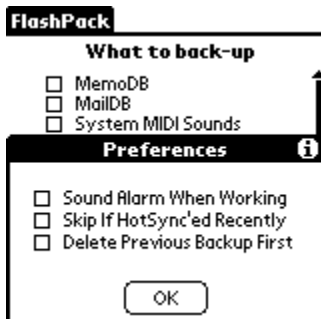 FlashPack
What to back-up
MemoDB
MailDB
System MIDI Sounds
Preferences
Sound Alarm When Working
Skip If HotSync'ed Recently
Delete Previous Backup First
OK